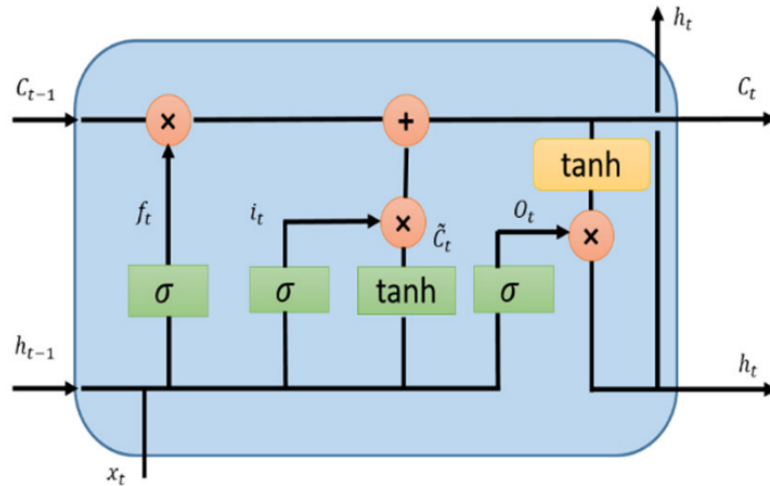 h_t
C_{t-1}
×
+
C_t
tanh
f_t
i_t
×
C̃_t
O_t
×
σ
σ
tanh
σ
h_{t-1}
h_t
x_t